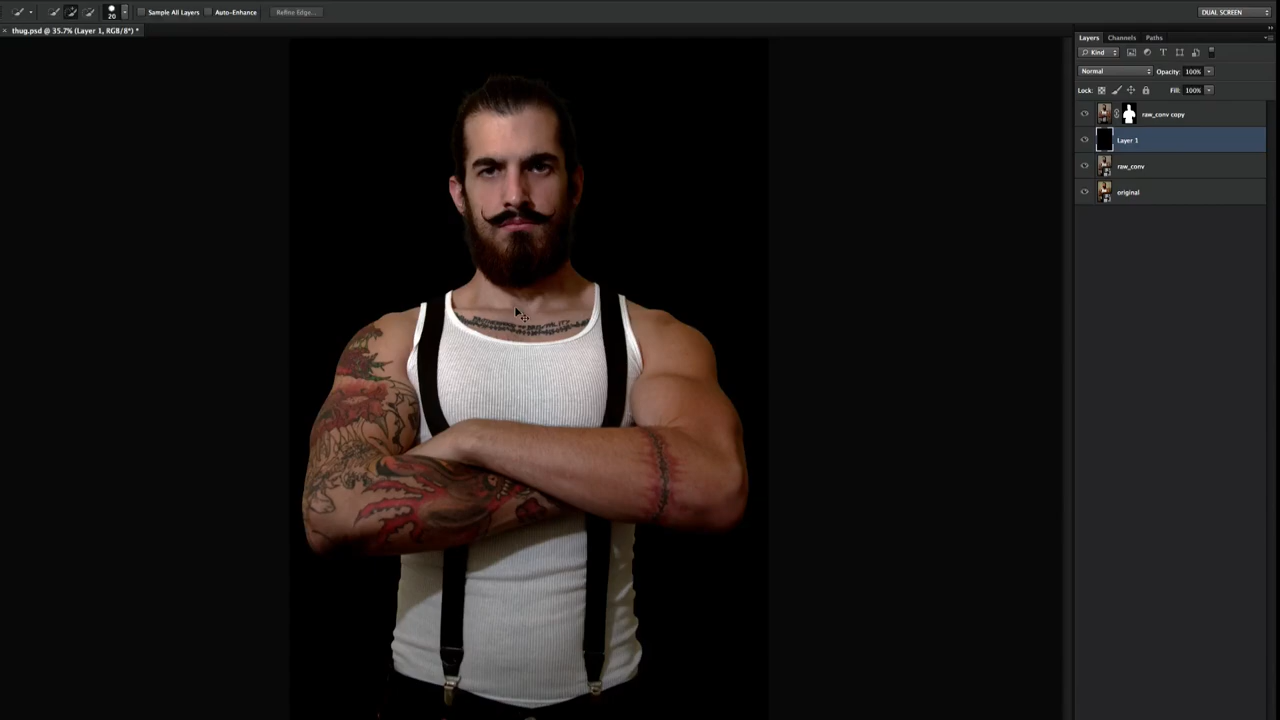 20
Sample All Layers
Auto-Enhance
Refine Edge...
DUAL SCREEN
× thug.psd @ 35.7% (Layer 1, RGB/8*) *
Layers Channels Paths
Kind
Normal Opacity: 100%
Lock: Fill: 100%
raw_conv copy
Layer 1
raw_conv
original